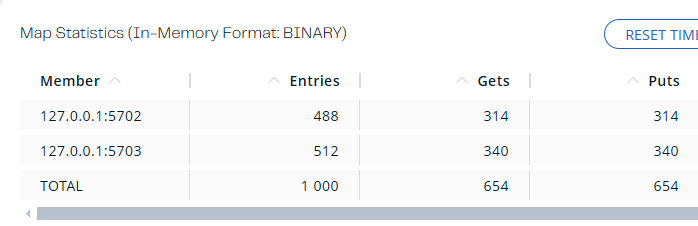 Map Statistics (In-Memory Format: BINARY)
RESET TIME
Member Entries Gets Puts
127.0.0.1:5702 488 314 314
127.0.0.1:5703 512 340 340
TOTAL 1 000 654 654